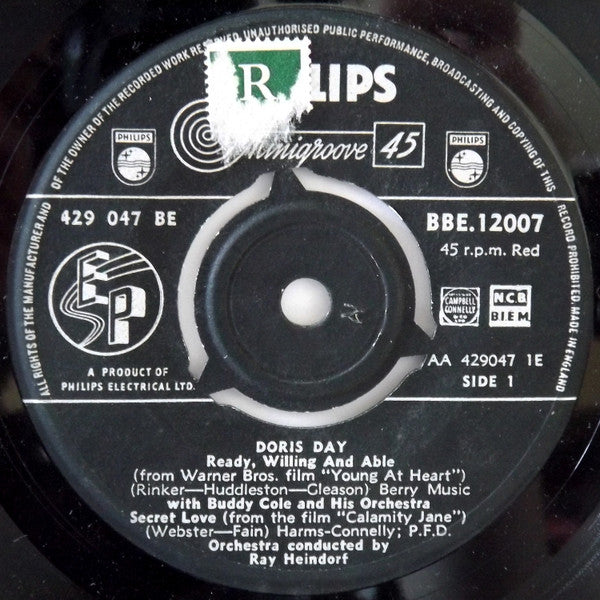 ALL RIGHTS OF THE MANUFACTURER AND OF THE OWNER OF THE RECORDED WORK RESERVED. UNAUTHORISED PUBLIC PERFORMANCE, BROADCASTING AND COPYING OF THIS RECORD PROHIBITED. MADE IN ENGLAND
R LIPS
Minigroove 45
PHILIPS
PHILIPS
429 047 BE
BBE.12007
45 r.p.m. Red
EP
CAMPBELL
CONNELLY
N.C.B.
BIEM
A PRODUCT OF
PHILIPS ELECTRICAL LTD.
AA 429047 1E
SIDE 1
DORIS DAY
Ready, Willing And Able
(from Warner Bros. film "Young At Heart")
(Rinker—Huddleston—Gleason) Berry Music
with Buddy Cole and His Orchestra
Secret Love (from the film "Calamity Jane")
(Webster—Fain) Harms-Connelly; P.F.D.
Orchestra conducted by
Ray Heindorf